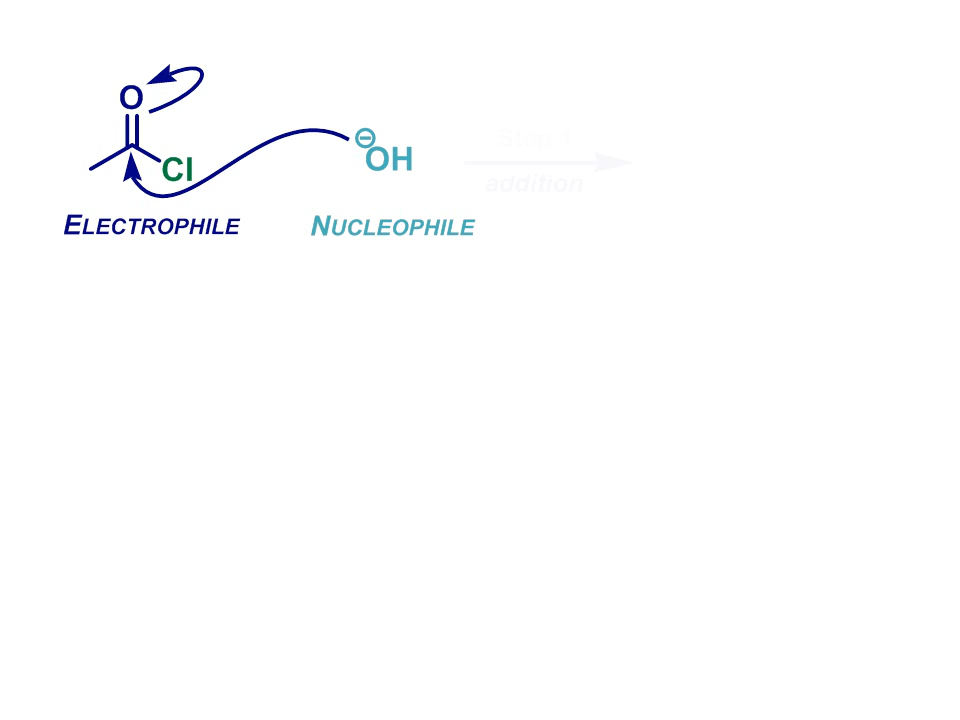 O
⊖
Cl
OH
Step 1
addition
ELECTROPHILE
NUCLEOPHILE